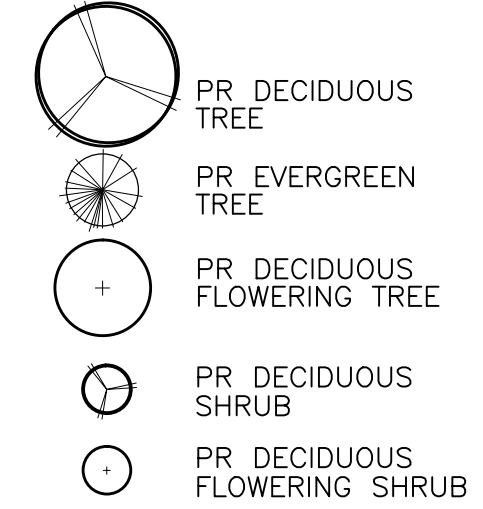 PR DECIDUOUS
TREE
PR EVERGREEN
TREE
PR DECIDUOUS
FLOWERING TREE
PR DECIDUOUS
SHRUB
PR DECIDUOUS
FLOWERING SHRUB